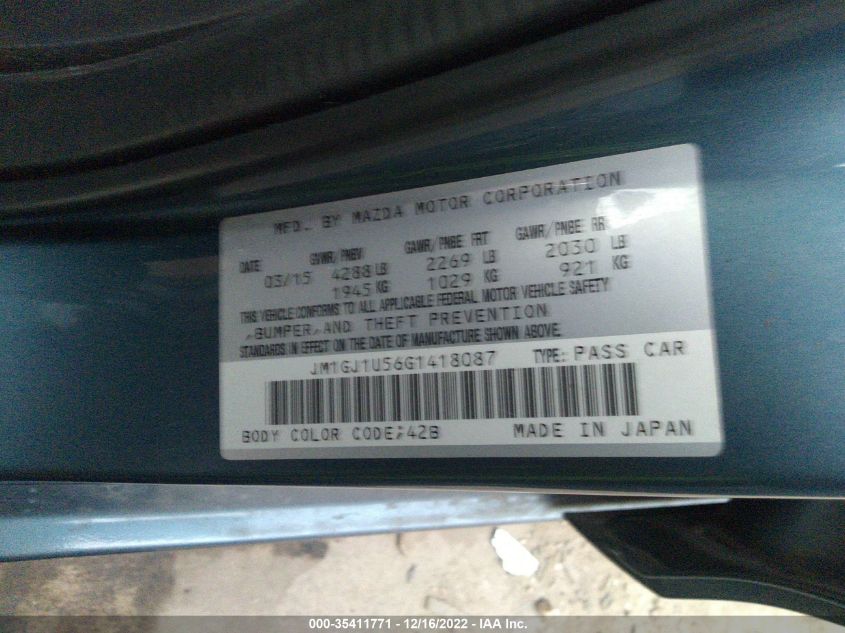 MFD. BY MAZDA MOTOR CORPORATION
DATE GVWR/PNBV GAWR/PNBE FRT GAWR/PNBE RR
03/15 4288 LB 2269 LB 2030 LB
1945 KG 1029 KG 921 KG
THIS VEHICLE CONFORMS TO ALL APPLICABLE FEDERAL MOTOR VEHICLE SAFETY
,BUMPER,AND THEFT PREVENTION
STANDARDS IN EFFECT ON THE DATE OF MANUFACTURE SHOWN ABOVE.
JM1GJ1U56G1418087 TYPE: PASS CAR
BODY COLOR CODE:42B MADE IN JAPAN
000-35411771 - 12/16/2022 - IAA Inc.